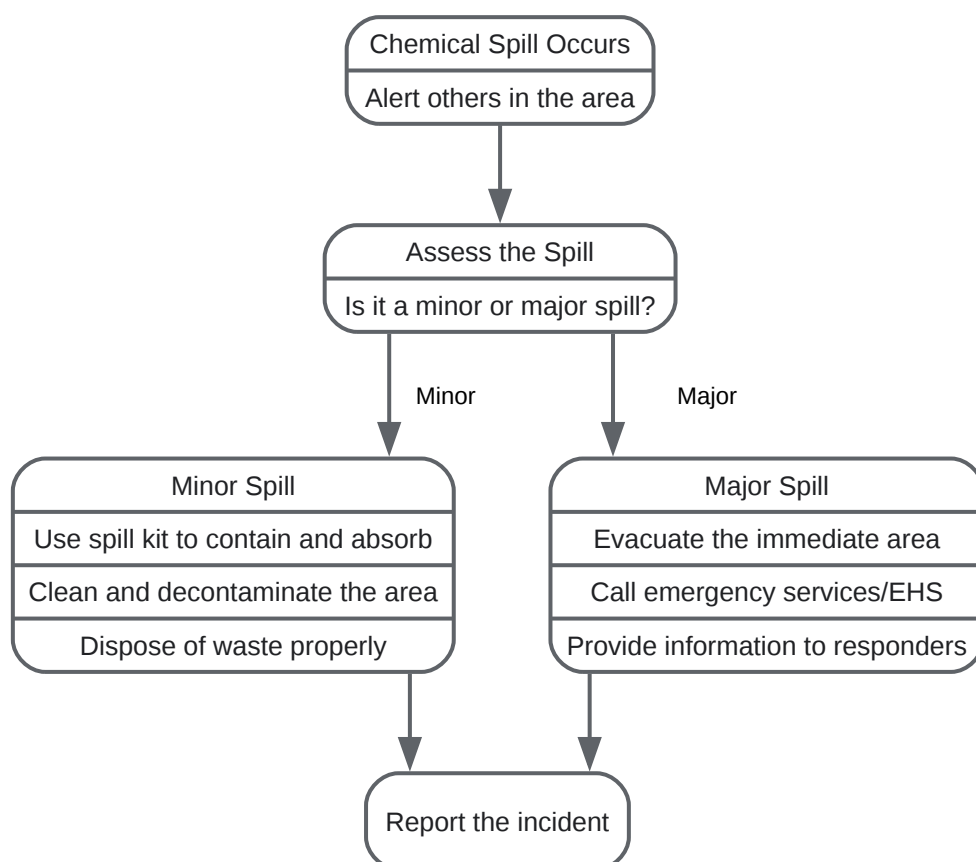 Chemical Spill Occurs
Alert others in the area
Assess the Spill
Is it a minor or major spill?
Minor
Major
Minor Spill
Use spill kit to contain and absorb
Clean and decontaminate the area
Dispose of waste properly
Major Spill
Evacuate the immediate area
Call emergency services/EHS
Provide information to responders
Report the incident